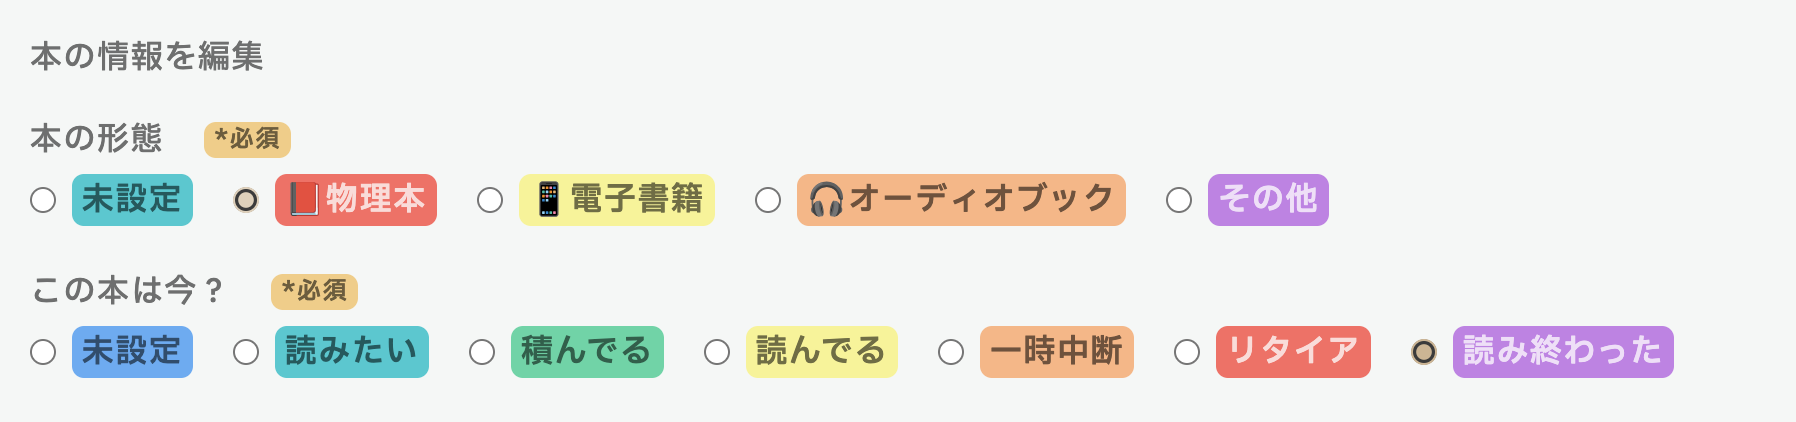 本の情報を編集
本の形態 *必須
未設定 📕物理本 📱電子書籍 🎧オーディオブック その他
この本は今？ *必須
未設定 読みたい 積んでる 読んでる 一時中断 リタイア 読み終わった